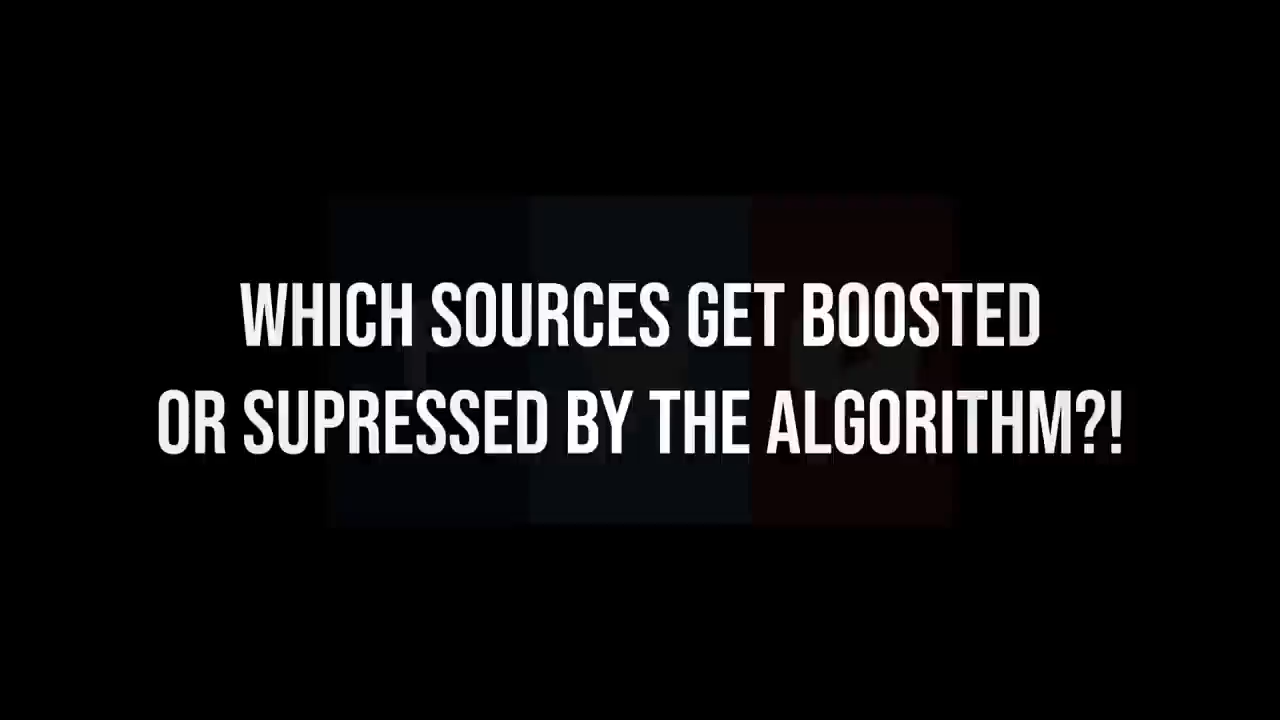 WHICH SOURCES GET BOOSTED
OR SUPRESSED BY THE ALGORITHM?!